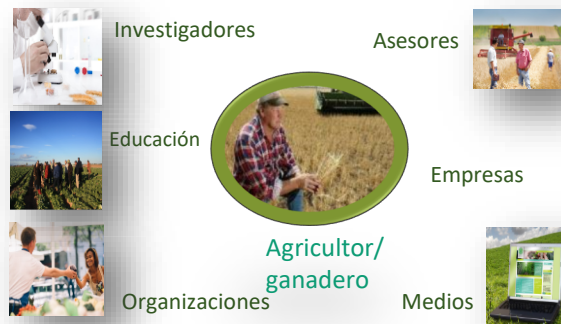 Investigadores
Asesores
Educación
Empresas
Agricultor/
ganadero
Organizaciones
Medios